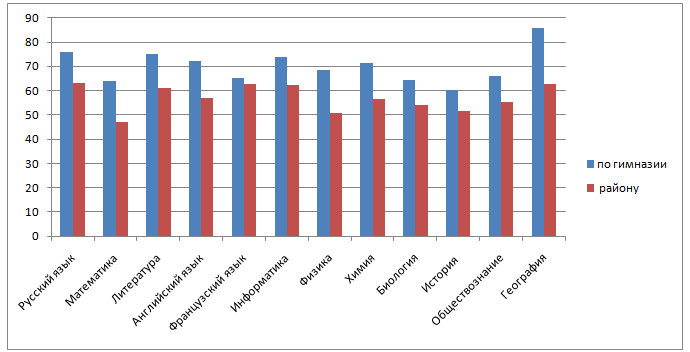 90
80
70
60
50
40
30
20
10
0
Русский язык
Математика
Литература
Английский язык
Французский язык
Информатика
Физика
Химия
Биология
История
Обществознание
География
по гимназии
району